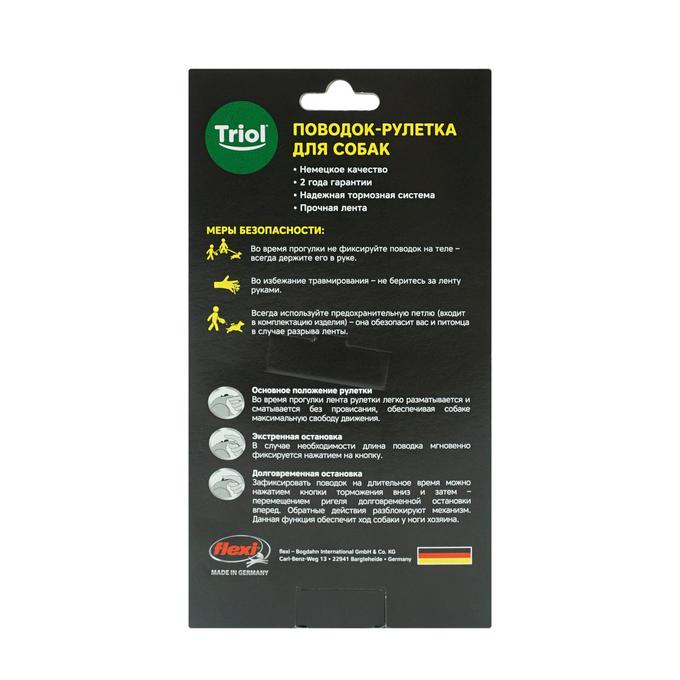 Triol
ПОВОДОК-РУЛЕТКА
ДЛЯ СОБАК
• Немецкое качество
• 2 года гарантии
• Надежная тормозная система
• Прочная лента
МЕРЫ БЕЗОПАСНОСТИ:
Во время прогулки не фиксируйте поводок на теле –
всегда держите его в руке.
Во избежание травмирования – не беритесь за ленту
руками.
Всегда используйте предохранительную петлю (входит
в комплектацию изделия) – она обезопасит вас и питомца
в случае разрыва ленты.
Основное положение рулетки
Во время прогулки лента рулетки легко разматывается и
сматывается без провисания, обеспечивая собаке
максимальную свободу движения.
Экстренная остановка
В случае необходимости длина поводка мгновенно
фиксируется нажатием на кнопку.
Долговременная остановка
Зафиксировать поводок на длительное время можно
нажатием кнопки торможения вниз и затем –
перемещением ригеля долговременной остановки
вперед. Обратные действия разблокируют механизм.
Данная функция обеспечит ход собаки у ноги хозяина.
flexi
MADE IN GERMANY
flexi – Bogdahn International GmbH & Co. KG
Carl-Benz-Weg 13 • 22941 Bargteheide • Germany